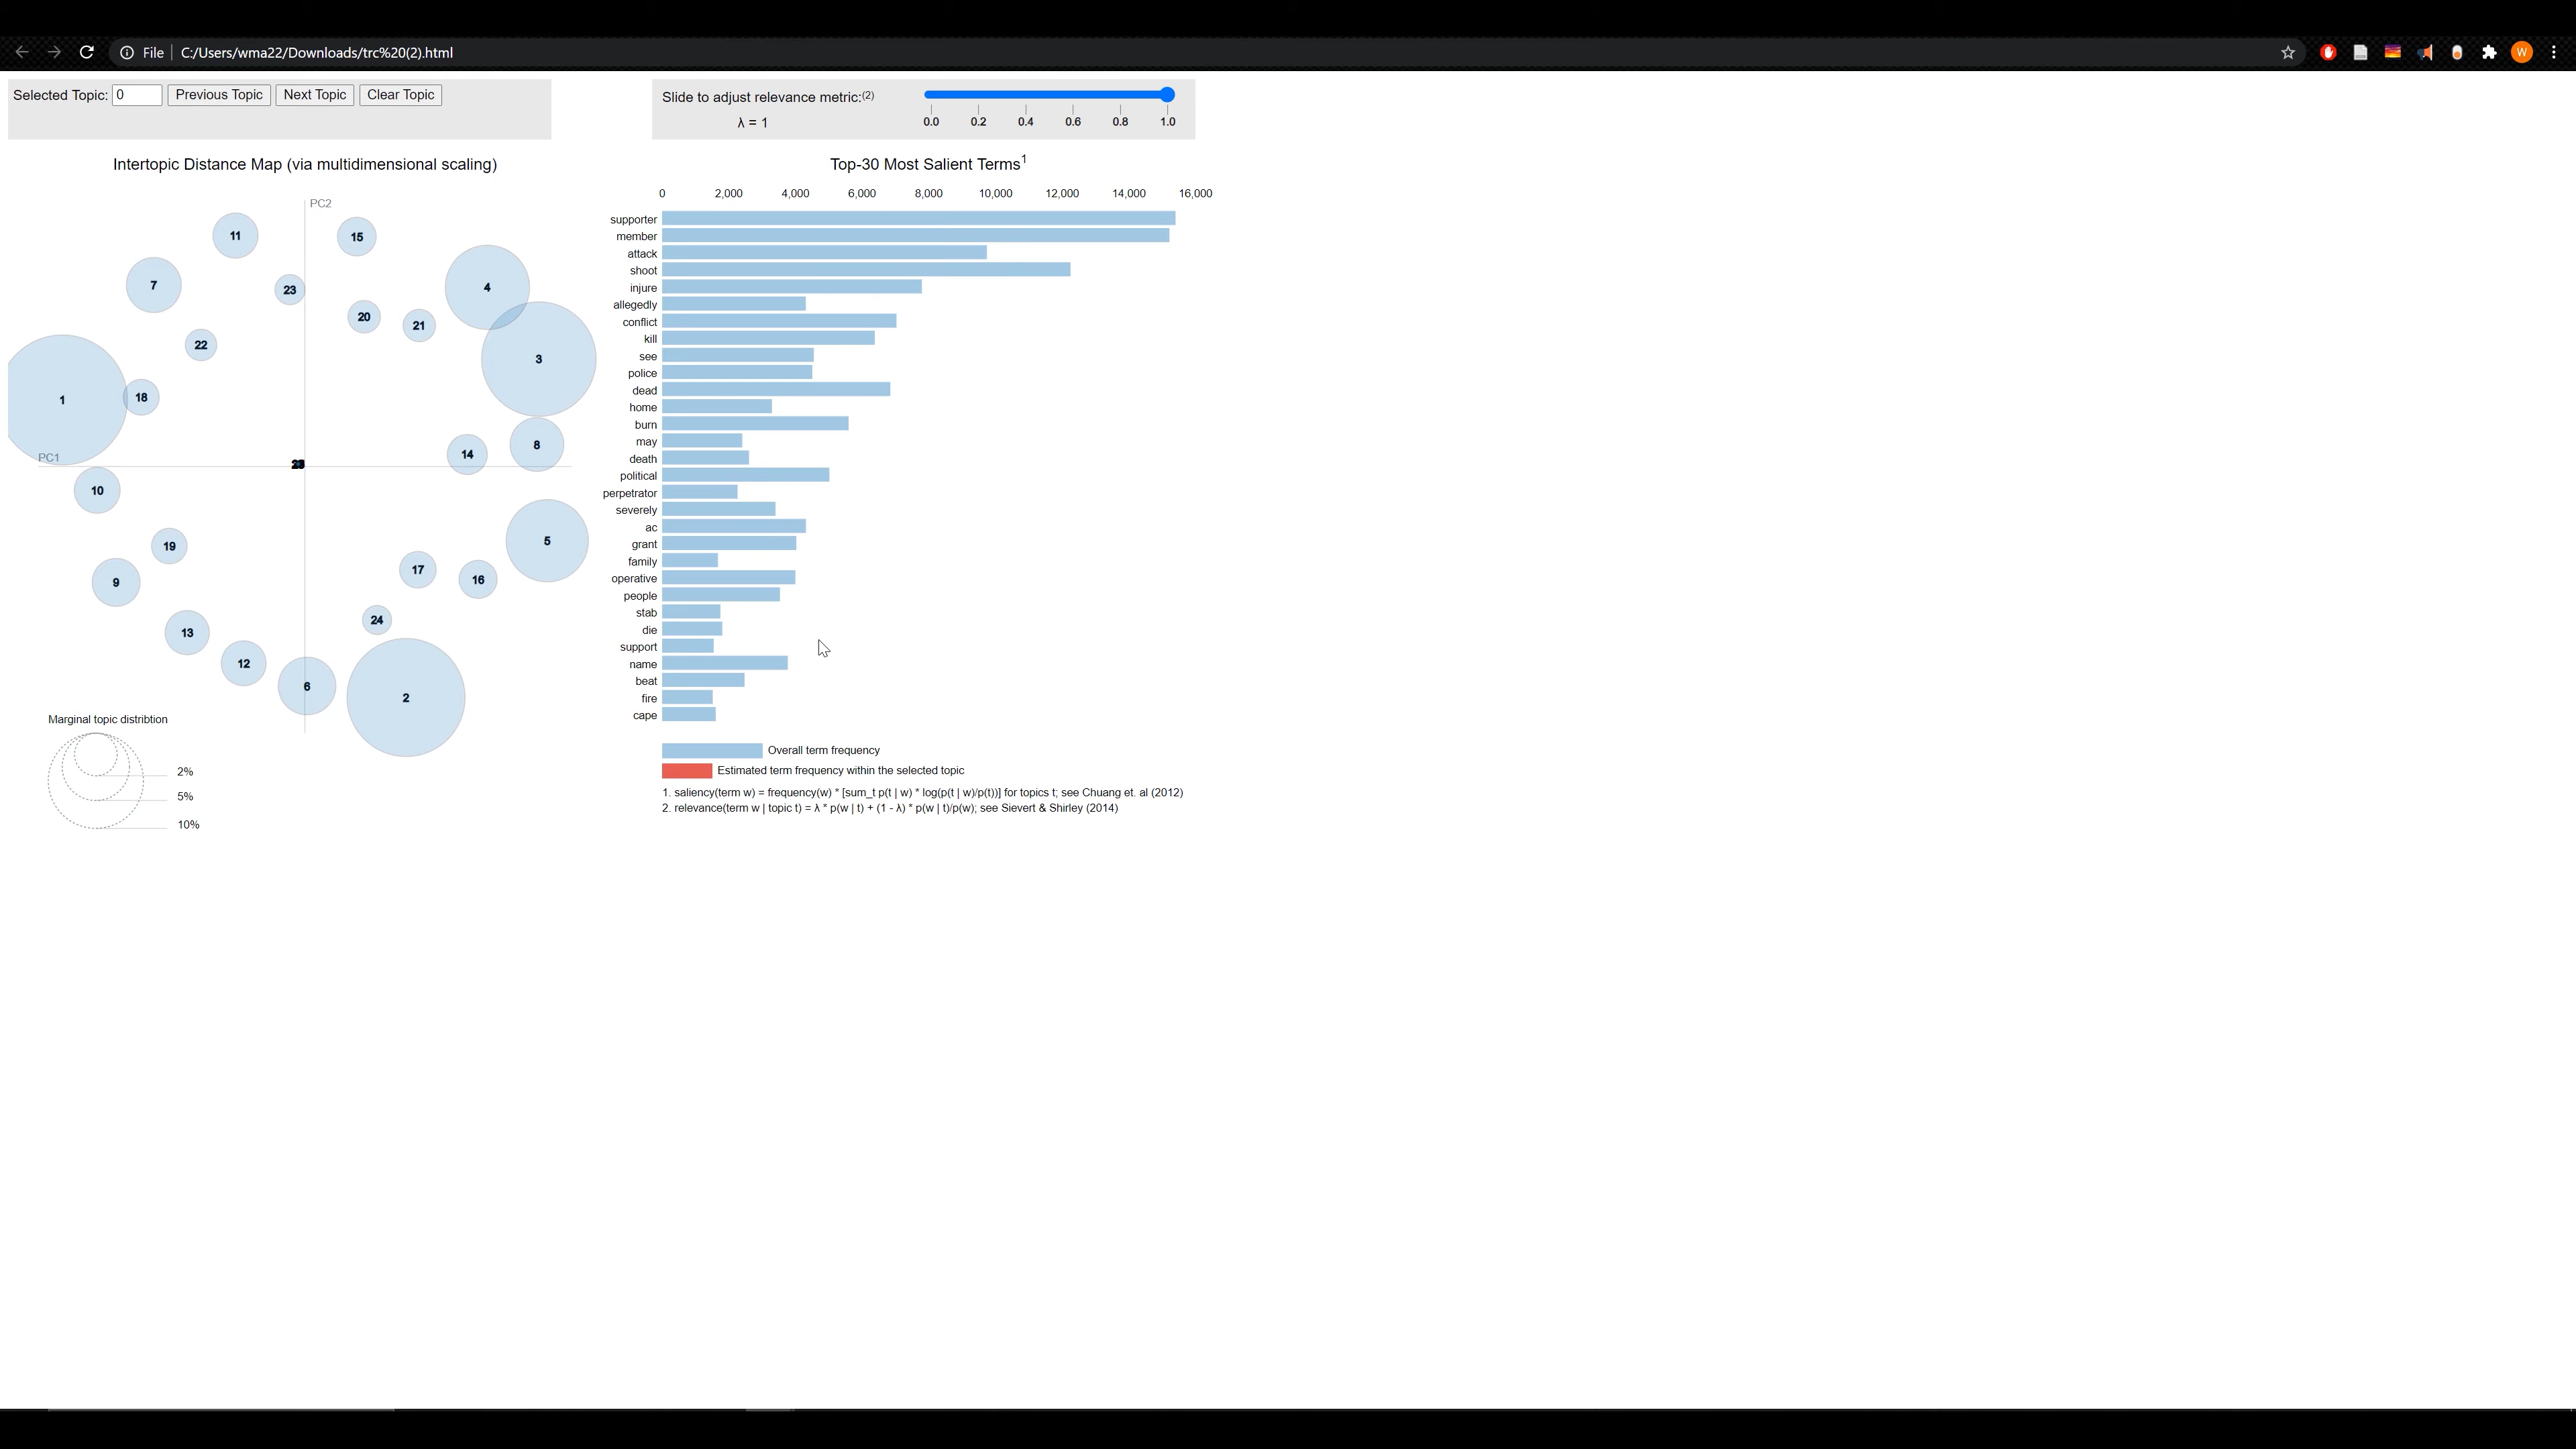 File C:/Users/wma22/Downloads/trc%20(2).html
W
Selected Topic: 0 Previous Topic Next Topic Clear Topic
Slide to adjust relevance metric:(2)
λ = 1
0.0 0.2 0.4 0.6 0.8 1.0
Intertopic Distance Map (via multidimensional scaling)
PC2
11
15
7
23
4
20
21
22
3
1
18
14
8
PC1
10
19
5
9
17
16
13
24
12
6
2
Marginal topic distribtion
2%
5%
10%
Top-30 Most Salient Terms1
0 2,000 4,000 6,000 8,000 10,000 12,000 14,000 16,000
supporter
member
attack
shoot
injure
allegedly
conflict
kill
see
police
dead
home
burn
may
death
political
perpetrator
severely
ac
grant
family
operative
people
stab
die
support
name
beat
fire
cape
Overall term frequency
Estimated term frequency within the selected topic
1. saliency(term w) = frequency(w) * [sum_t p(t | w) * log(p(t | w)/p(t))] for topics t; see Chuang et. al (2012)
2. relevance(term w | topic t) = λ * p(w | t) + (1 - λ) * p(w | t)/p(w); see Sievert & Shirley (2014)